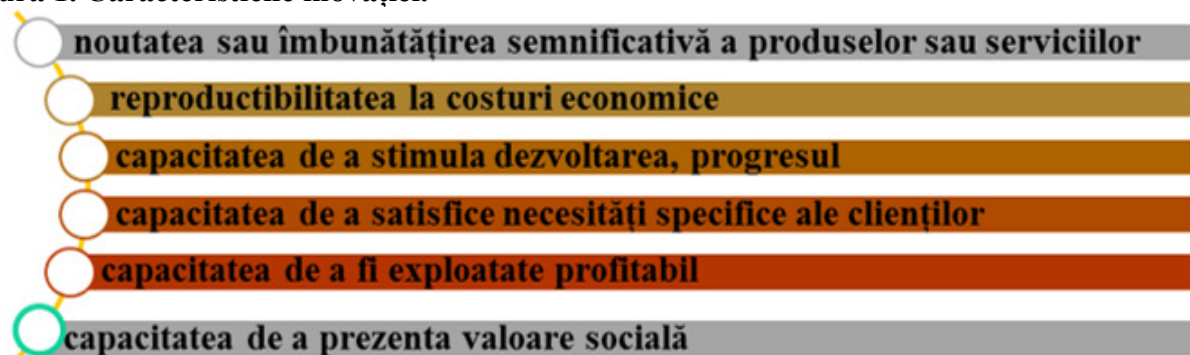 noutatea sau îmbunătățirea semnificativă a produselor sau serviciilor
reproductibilitatea la costuri economice
capacitatea de a stimula dezvoltarea, progresul
capacitatea de a satisfice necesități specifice ale clienților
capacitatea de a fi exploatate profitabil
capacitatea de a prezenta valoare socială